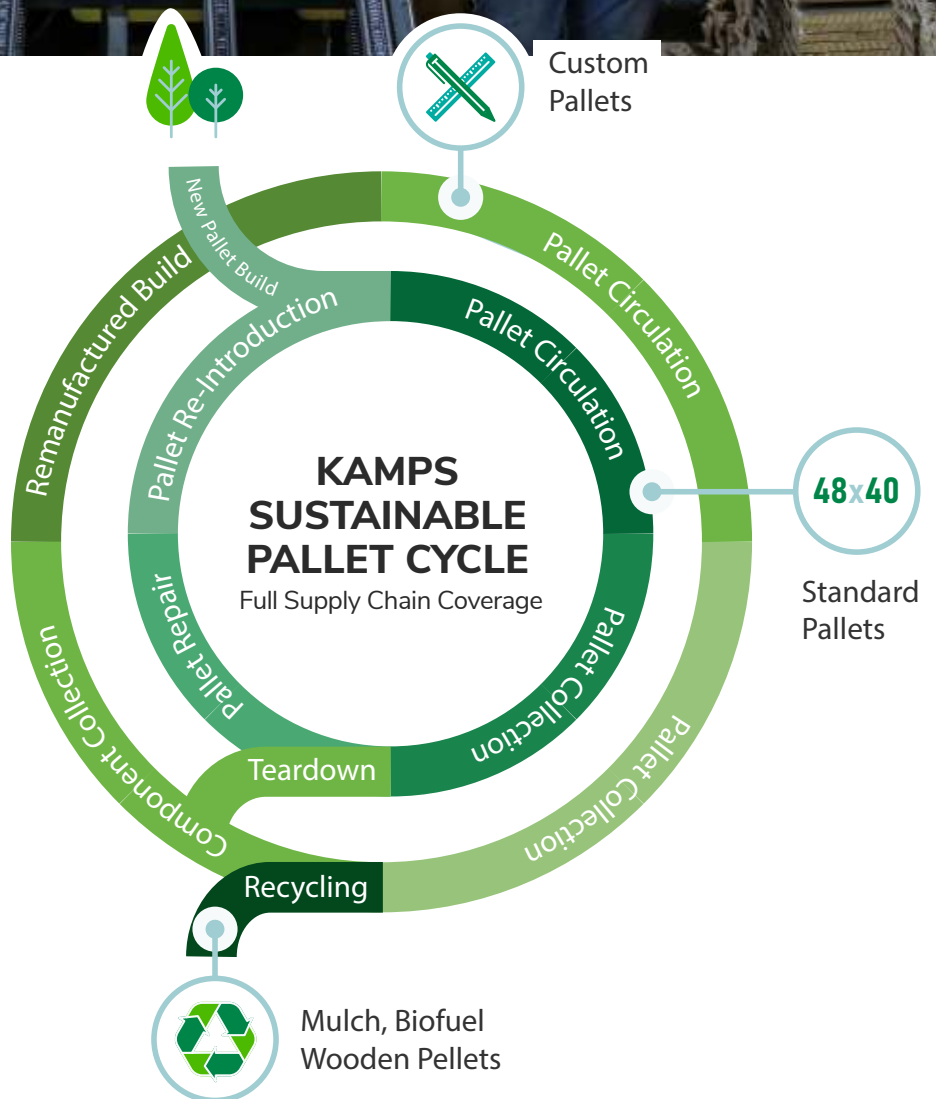 Custom
Pallets
New Pallet Build
Remanufactured Build
Pallet Circulation
Pallet Re-Introduction
Pallet Circulation
KAMPS
SUSTAINABLE
PALLET CYCLE
Full Supply Chain Coverage
48x40
Standard
Pallets
Pallet Repair
Pallet Collection
Component Collection
Pallet Collection
Teardown
Recycling
Mulch, Biofuel
Wooden Pellets